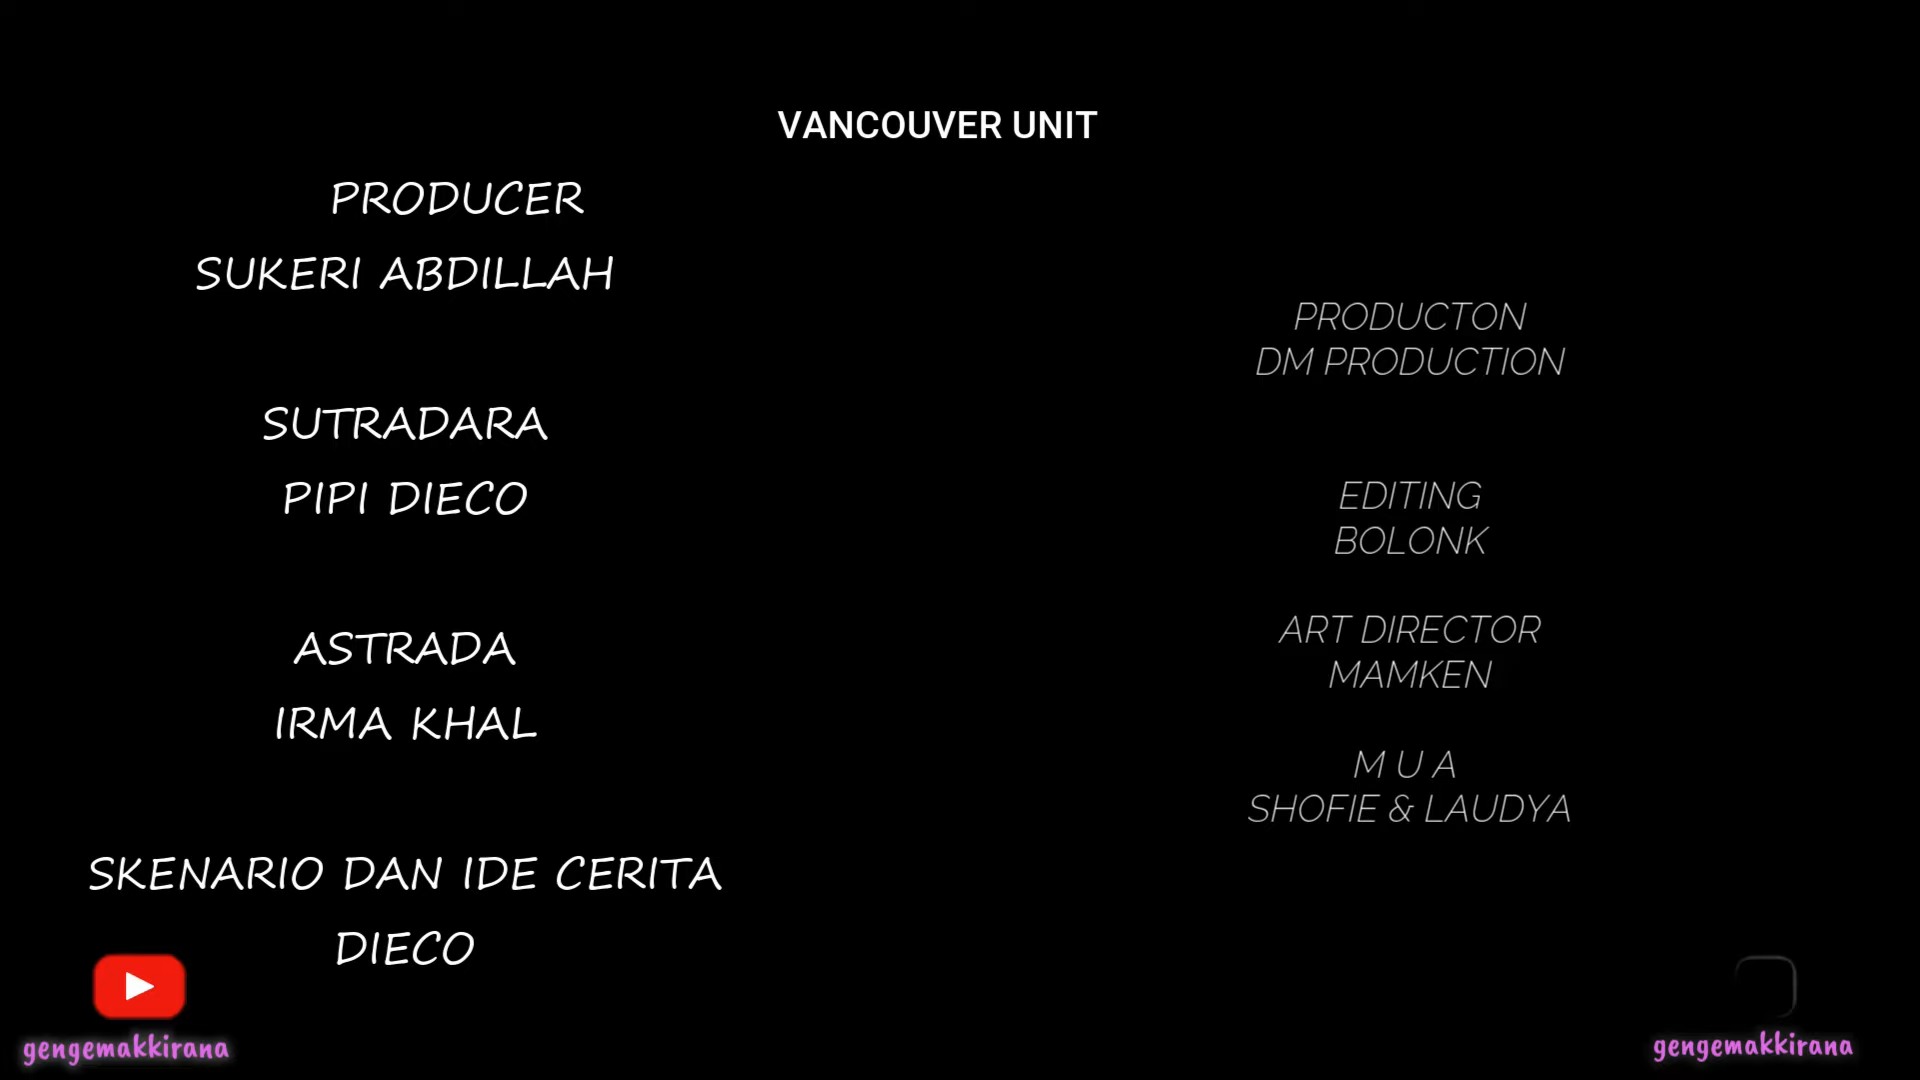 VANCOUVER UNIT
PRODUCER
SUKERI ABDILLAH
SUTRADARA
PIPI DIECO
ASTRADA
IRMA KHAL
SKENARIO DAN IDE CERITA
DIECO
PRODUCTON
DM PRODUCTION
EDITING
BOLONK
ART DIRECTOR
MAMKEN
M U A
SHOFIE & LAUDYA
gengemakkirana
gengemakkirana